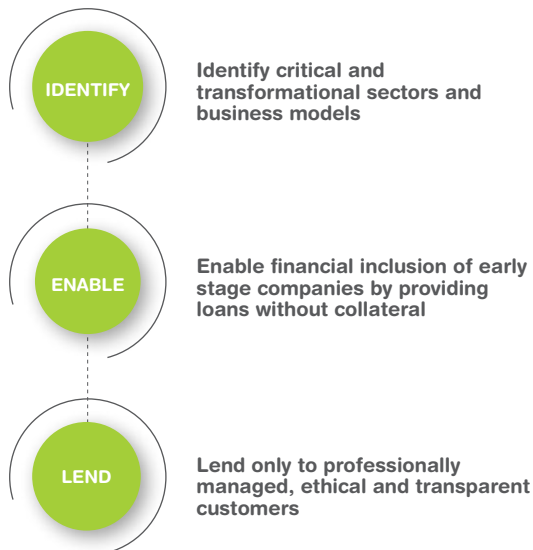 IDENTIFY
Identify critical and
transformational sectors and
business models
ENABLE
Enable financial inclusion of early
stage companies by providing
loans without collateral
LEND
Lend only to professionally
managed, ethical and transparent
customers